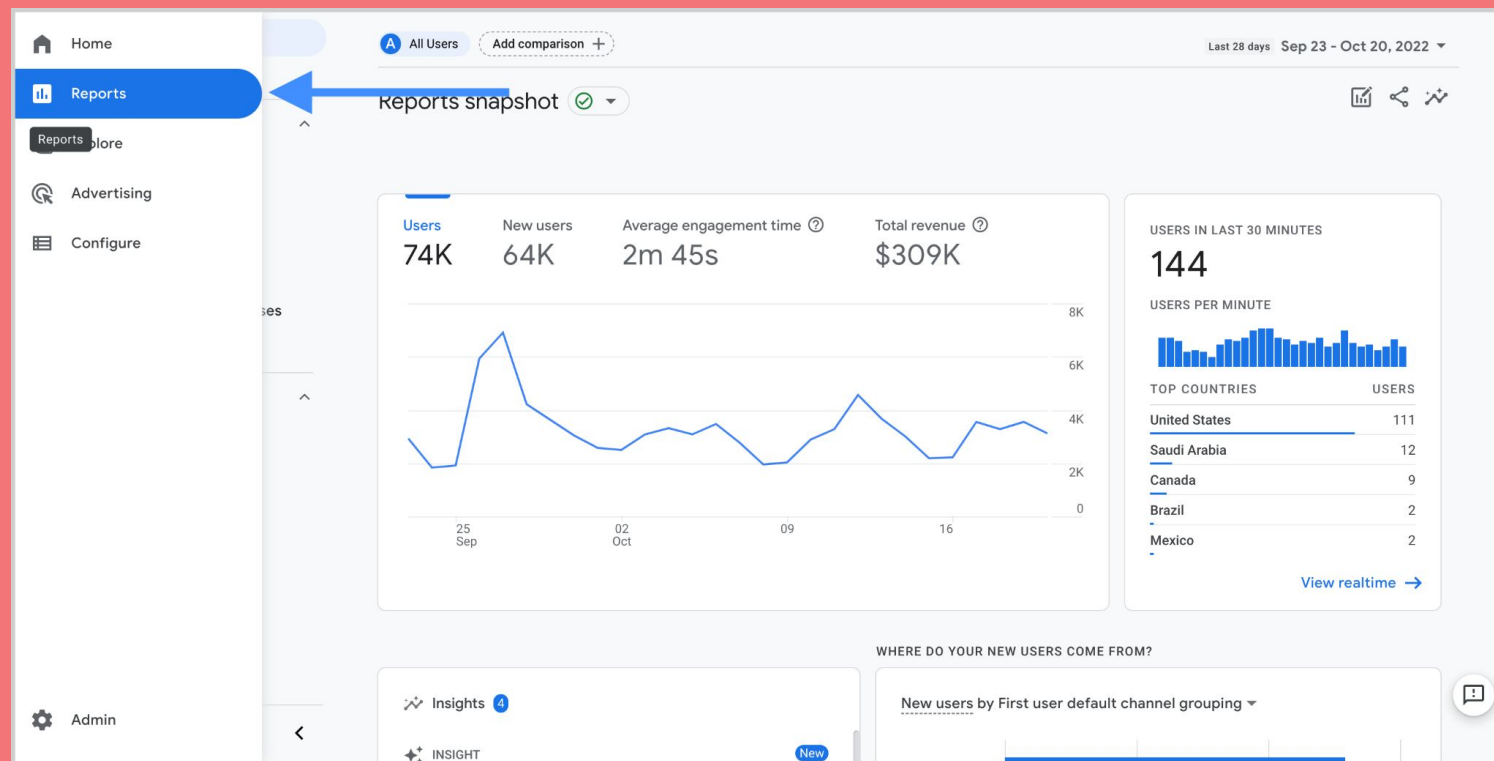 Home
Reports
Reports
plore
Advertising
Configure
ses
Admin
A All Users Add comparison +
Last 28 days Sep 23 - Oct 20, 2022
Reports snapshot
Users New users Average engagement time Total revenue
74K 64K 2m 45s $309K
8K
6K
4K
2K
0
25 02 09 16
Sep Oct
USERS IN LAST 30 MINUTES
144
USERS PER MINUTE
TOP COUNTRIES USERS
United States 111
Saudi Arabia 12
Canada 9
Brazil 2
Mexico 2
View realtime
Insights 4
INSIGHT New
WHERE DO YOUR NEW USERS COME FROM?
New users by First user default channel grouping